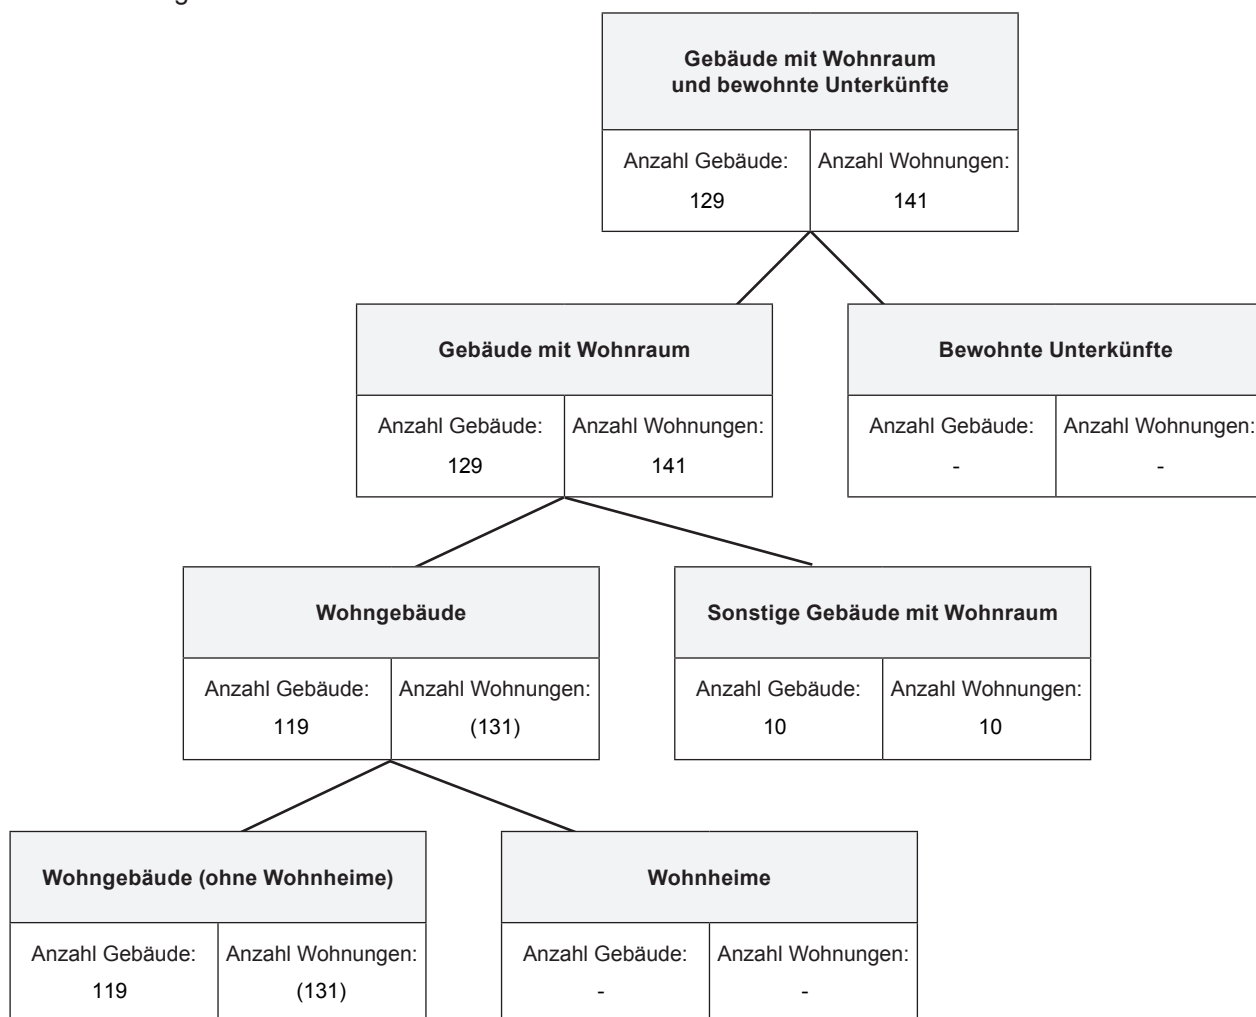 Gebäude mit Wohnraum
und bewohnte Unterkünfte
Anzahl Gebäude: Anzahl Wohnungen:
129 141
Gebäude mit Wohnraum
Anzahl Gebäude: Anzahl Wohnungen:
129 141
Bewohnte Unterkünfte
Anzahl Gebäude: Anzahl Wohnungen:
- -
Wohngebäude
Anzahl Gebäude: Anzahl Wohnungen:
119 (131)
Sonstige Gebäude mit Wohnraum
Anzahl Gebäude: Anzahl Wohnungen:
10 10
Wohngebäude (ohne Wohnheime)
Anzahl Gebäude: Anzahl Wohnungen:
119 (131)
Wohnheime
Anzahl Gebäude: Anzahl Wohnungen:
- -